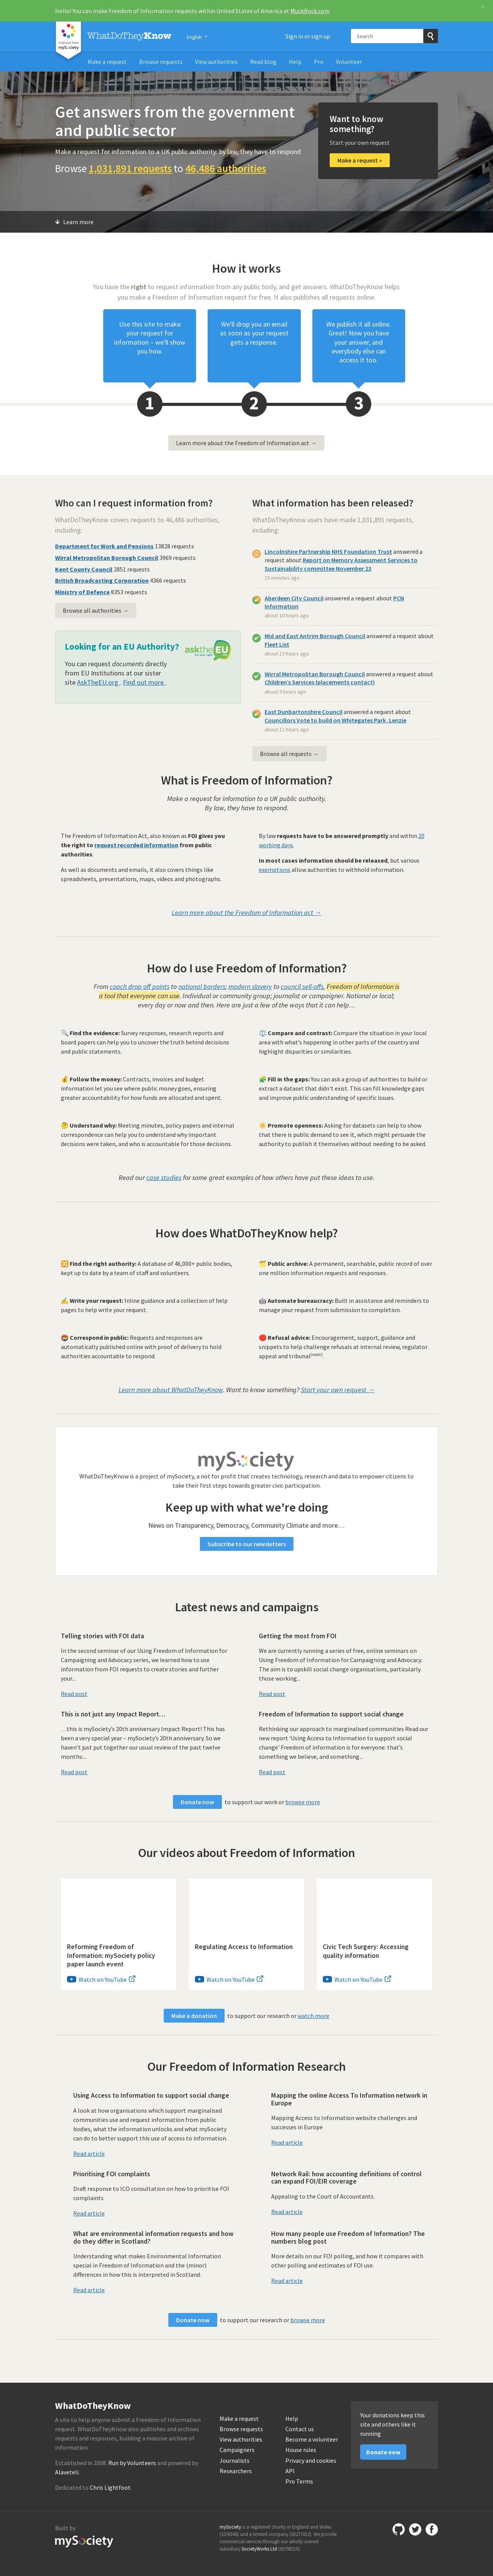 Hello! You can make Freedom of Information requests within United States of America at MuckRock.com
mySociety
WhatDoTheyKnow
English
Sign in or sign up
Search
Make a request
Browse requests
View authorities
Read blog
Help
Pro
Volunteer
Get answers from the government
and public sector
Make a request for information to a UK public authority: by law, they have to respond
Browse 1,031,891 requests to 46,486 authorities
Want to know
something?
Start your own request
Make a request »
Learn more
How it works
You have the right to request information from any public body, and get answers. WhatDoTheyKnow helps
you make a Freedom of Information request for free. It also publishes all requests online.
Use this site to make
your request for
information – we'll show
you how.
We'll drop you an email
as soon as your request
gets a response.
We publish it all online.
Great! Now you have
your answer, and
everybody else can
access it too.
1
2
3
Learn more about the Freedom of Information act →
Who can I request information from?
WhatDoTheyKnow covers requests to 46,486 authorities,
including:
Department for Work and Pensions 13828 requests
Wirral Metropolitan Borough Council 3969 requests
Kent County Council 2851 requests
British Broadcasting Corporation 4366 requests
Ministry of Defence 8353 requests
Browse all authorities →
Looking for an EU Authority?
asktheEU
You can request documents directly
from EU Institutions at our sister
site AskTheEU.org . Find out more .
What information has been released?
WhatDoTheyKnow users have made 1,031,891 requests,
including:
Lincolnshire Partnership NHS Foundation Trust answered a
request about Report on Memory Assessment Services to
Sustainability committee November 23
15 minutes ago
Aberdeen City Council answered a request about PCN
Information
about 10 hours ago
Mid and East Antrim Borough Council answered a request about
Fleet List
about 13 hours ago
Wirral Metropolitan Borough Council answered a request about
Children's Services (placements contact)
about 9 hours ago
East Dunbartonshire Council answered a request about
Councillors Vote to build on Whitegates Park, Lenzie
about 11 hours ago
Browse all requests →
What is Freedom of Information?
Make a request for information to a UK public authority.
By law, they have to respond.
The Freedom of Information Act, also known as FOI gives you
the right to request recorded information from public
authorities.
As well as documents and emails, it also covers things like
spreadsheets, presentations, maps, videos and photographs.
By law requests have to be answered promptly and within 20
working days.
In most cases information should be released, but various
exemptions allow authorities to withhold information.
Learn more about the Freedom of Information act →
How do I use Freedom of Information?
From coach drop off points to national borders; modern slavery to council sell-offs, Freedom of Information is
a tool that everyone can use. Individual or community group; journalist or campaigner. National or local;
every day or now and then. Here are just a few of the ways that it can help…
Find the evidence: Survey responses, research reports and
board papers can help you to uncover the truth behind decisions
and public statements.
Compare and contrast: Compare the situation in your local
area with what's happening in other parts of the country and
highlight disparities or similarities.
Follow the money: Contracts, invoices and budget
information let you see where public money goes, ensuring
greater accountability for how funds are allocated and spent.
Fill in the gaps: You can ask a group of authorities to build or
extract a dataset that didn't exist. This can fill knowledge gaps
and improve public understanding of specific issues.
Understand why: Meeting minutes, policy papers and internal
correspondence can help you to understand why important
decisions were taken, and who is accountable for those decisions.
Promote openness: Asking for datasets can help to show
that there is public demand to see it, which might persuade the
authority to publish it themselves without needing to be asked.
Read our case studies for some great examples of how others have put these ideas to use.
How does WhatDoTheyKnow help?
Find the right authority: A database of 46,000+ public bodies,
kept up to date by a team of staff and volunteers.
Public archive: A permanent, searchable, public record of over
one million information requests and responses.
Write your request: Inline guidance and a collection of help
pages to help write your request.
Automate bureaucracy: Built in assistance and reminders to
manage your request from submission to completion.
Correspond in public: Requests and responses are
automatically published online with proof of delivery to hold
authorities accountable to respond.
Refusal advice: Encouragement, support, guidance and
snippets to help challenge refusals at internal review, regulator
appeal and tribunal(soon).
Learn more about WhatDoTheyKnow. Want to know something? Start your own request →
mySociety
WhatDoTheyKnow is a project of mySociety, a not for profit that creates technology, research and data to empower citizens to
take their first steps towards greater civic participation.
Keep up with what we're doing
News on Transparency, Democracy, Community Climate and more…
Subscribe to our newsletters
Latest news and campaigns
Telling stories with FOI data
In the second seminar of our Using Freedom of Information for
Campaigning and Advocacy series, we learned how to use
information from FOI requests to create stories and further
your...
Read post
Getting the most from FOI
We are currently running a series of free, online seminars on
Using Freedom of Information for Campaigning and Advocacy.
The aim is to upskill social change organisations, particularly
those working...
Read post
This is not just any Impact Report…
…this is mySociety's 20th anniversary Impact Report! This has
been a very special year – mySociety's 20th anniversary. So we
haven't just put together our usual review of the past twelve
months....
Read post
Freedom of Information to support social change
Rethinking our approach to marginalised communities Read our
new report 'Using Access to Information to support social
change' Freedom of information is for everyone: that's
something we believe, and something...
Read post
Donate now to support our work or browse more
Our videos about Freedom of Information
Reforming Freedom of
Information: mySociety policy
paper launch event
Watch on YouTube
Regulating Access to Information
Watch on YouTube
Civic Tech Surgery: Accessing
quality information
Watch on YouTube
Make a donation to support our research or watch more
Our Freedom of Information Research
Using Access to Information to support social change
A look at how organisations which support marginalised
communities use and request information from public
bodies, what the information unlocks and what mySociety
can do to better support this use of access to information.
Read article
Mapping the online Access To Information network in
Europe
Mapping Access to Information website challenges and
successes in Europe
Read article
Prioritising FOI complaints
Draft response to ICO consultation on how to prioritise FOI
complaints
Read article
Network Rail: how accounting definitions of control
can expand FOI/EIR coverage
Appealing to the Court of Accountants.
Read article
What are environmental information requests and how
do they differ in Scotland?
Understanding what makes Environmental Information
special in Freedom of Information and the (minor)
differences in how this is interpreted in Scotland.
Read article
How many people use Freedom of Information? The
numbers blog post
More details on our FOI polling, and how it compares with
other polling and estimates of FOI use.
Read article
Donate now to support our research or browse more
WhatDoTheyKnow
A site to help anyone submit a Freedom of Information
request. WhatDoTheyKnow also publishes and archives
requests and responses, building a massive archive of
information.
Established in 2008. Run by Volunteers and powered by
Alaveteli.
Dedicated to Chris Lightfoot.
Make a request
Browse requests
View authorities
Campaigners
Journalists
Researchers
Help
Contact us
Become a volunteer
House rules
Privacy and cookies
API
Pro Terms
Your donations keep this
site and others like it
running
Donate now
Built by
mySociety
mySociety is a registered charity in England and Wales
(1076346) and a limited company (03277032). We provide
commercial services through our wholly owned
subsidiary SocietyWorks Ltd (05798215).